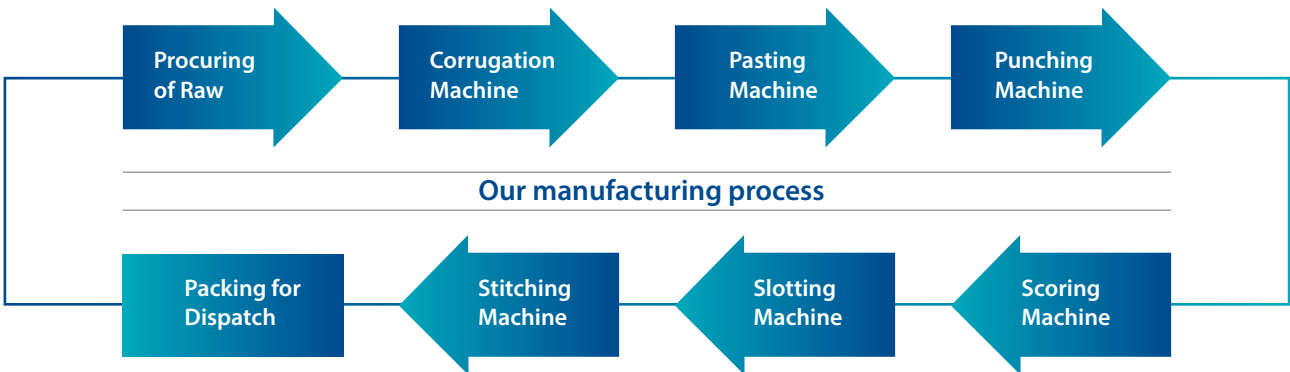 Procuring
of Raw
Corrugation
Machine
Pasting
Machine
Punching
Machine
Our manufacturing process
Packing for
Dispatch
Stitching
Machine
Slotting
Machine
Scoring
Machine